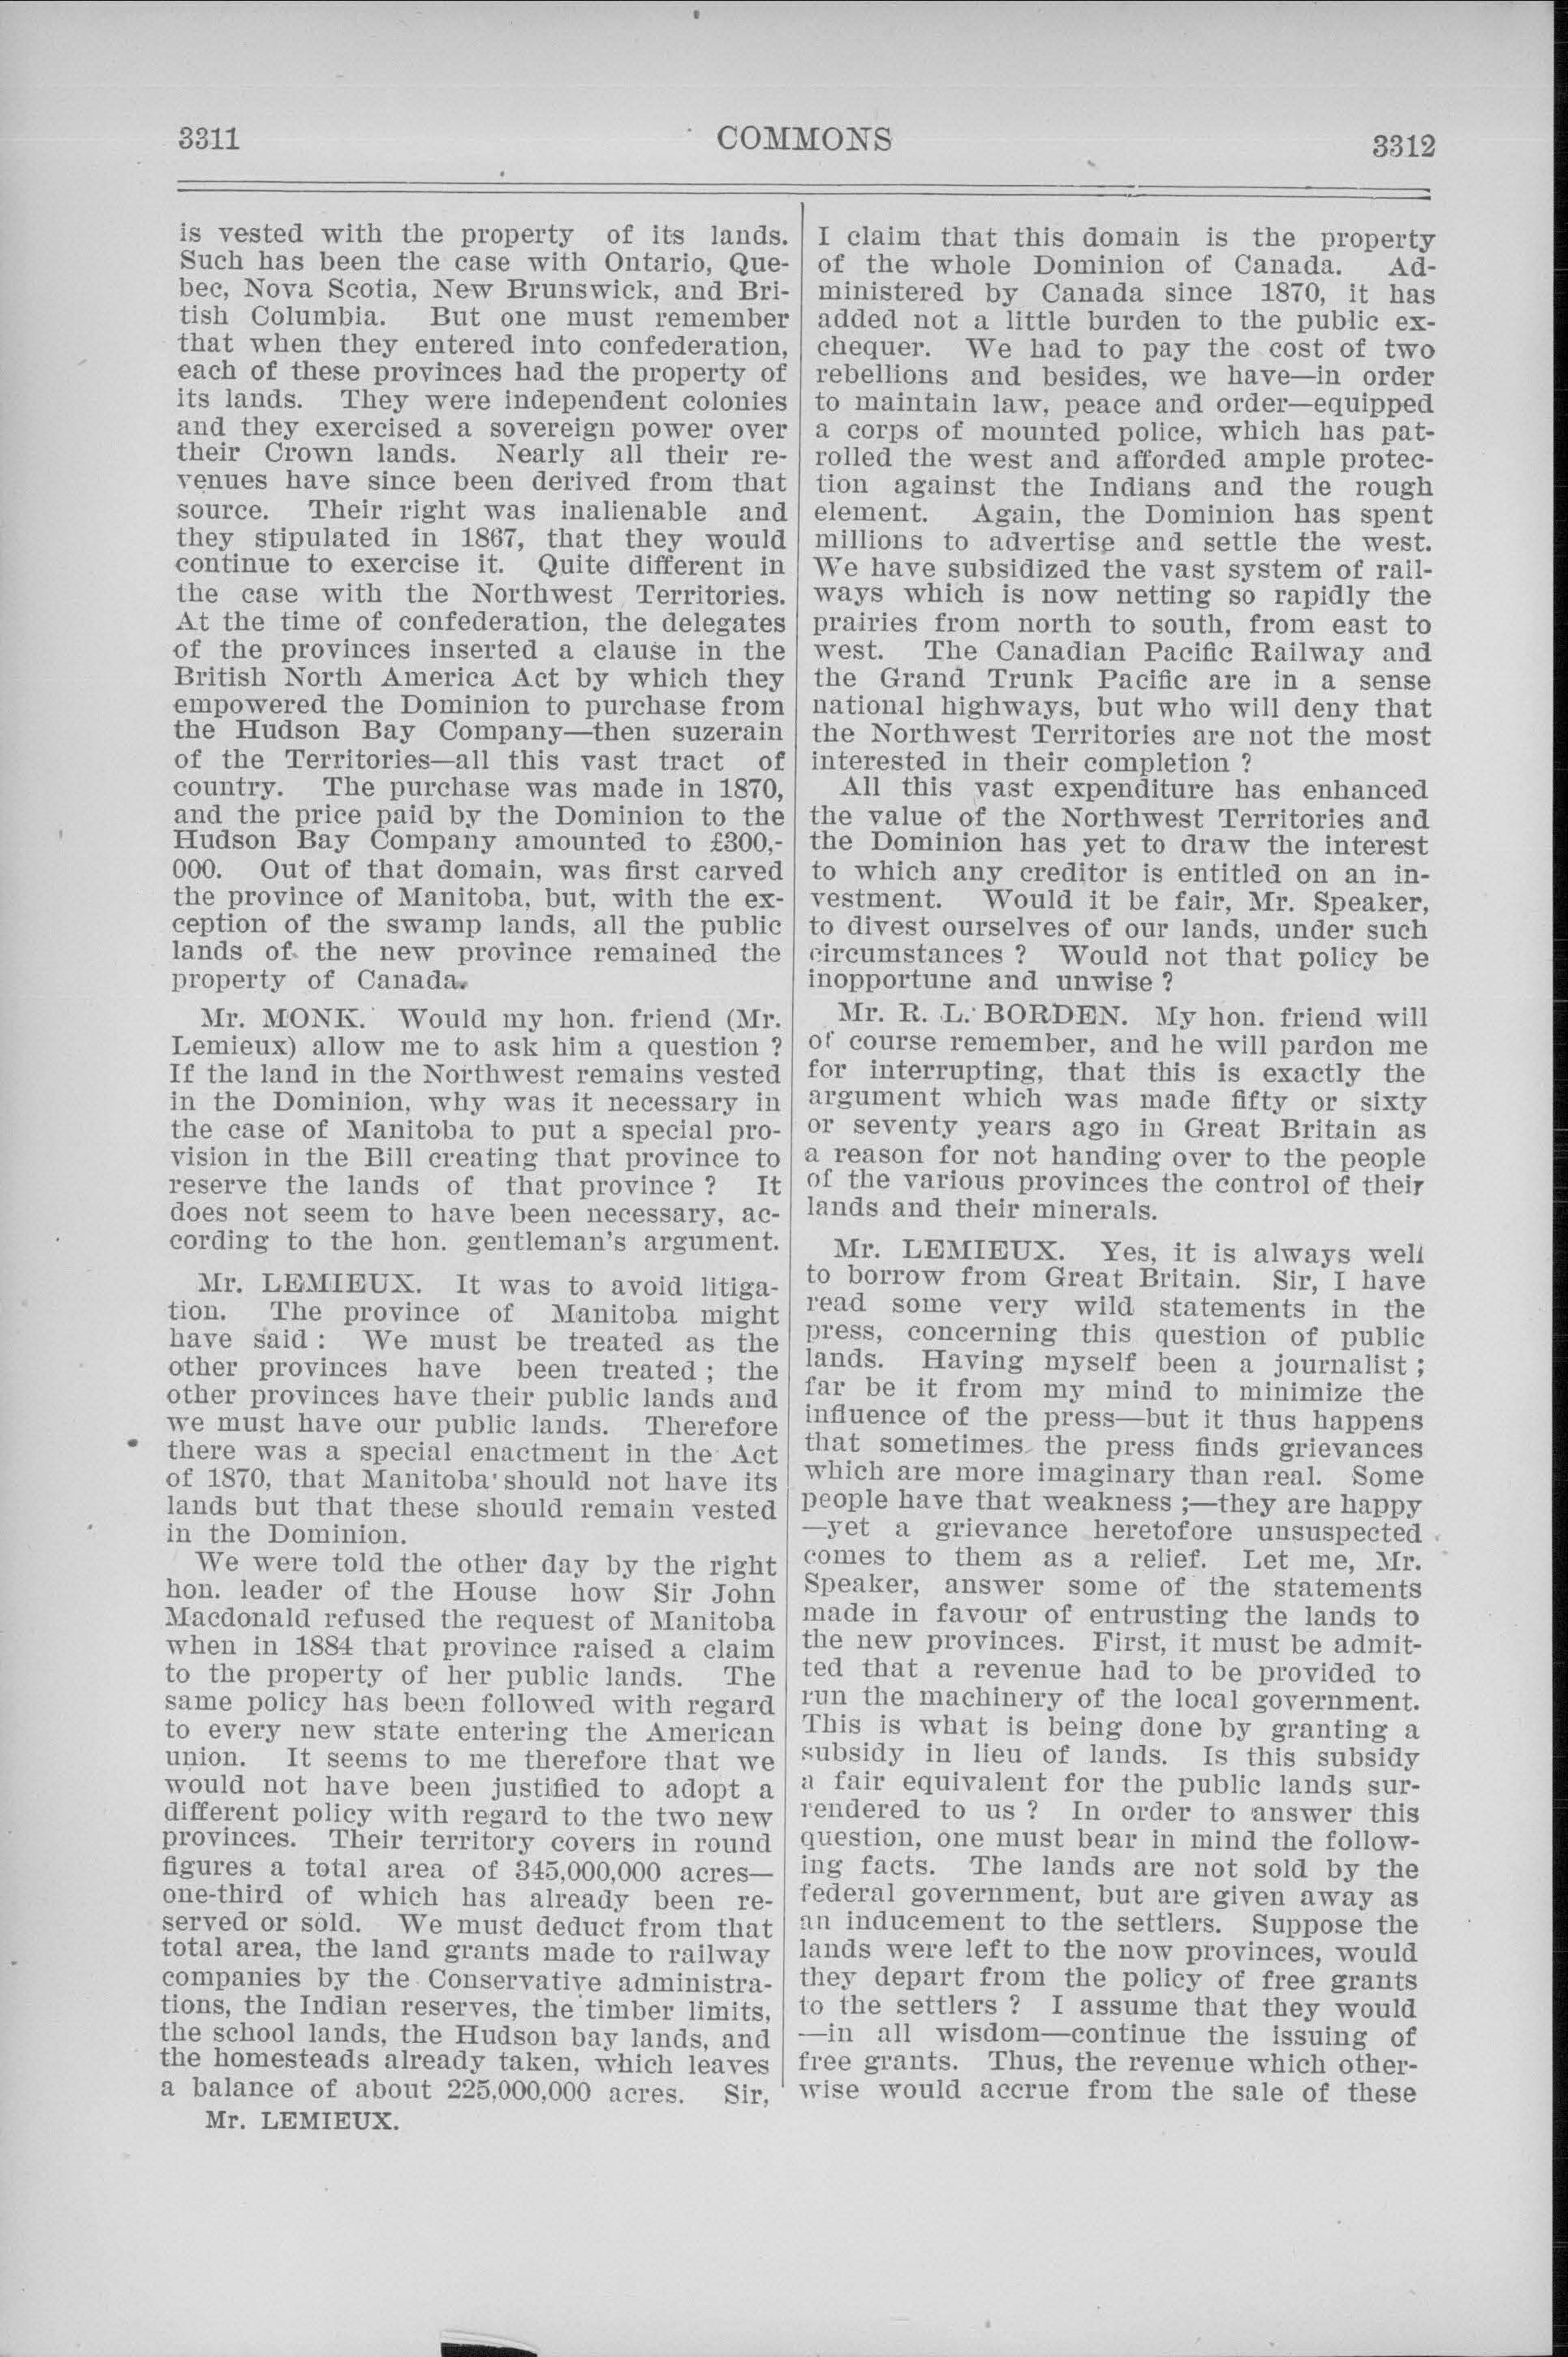 3311
COMMONS
3312
is vested with the property of its lands.
Such has been the case with Ontario, Que-
bec, Nova Scotia, New Brunswick, and Bri-
tish Columbia. But one must remember
that when they entered into confederation,
each of these provinces had the property of
its lands. They were independent colonies
and they exercised a sovereign power over
their Crown lands. Nearly all their re-
venues have since been derived from that
source. Their right was inalienable and
they stipulated in 1867, that they would
continue to exercise it. Quite different in
the case with the Northwest Territories.
At the time of confederation, the delegates
of the provinces inserted a clause in the
British North America Act by which they
empowered the Dominion to purchase from
the Hudson Bay Company—then suzerain
of the Territories—all this vast tract of
country. The purchase was made in 1870,
and the price paid by the Dominion to the
Hudson Bay Company amounted to £300,-
000. Out of that domain, was first carved
the province of Manitoba, but, with the ex-
ception of the swamp lands, all the public
lands of the new province remained the
property of Canada.
Mr. MONK. Would my hon. friend (Mr.
Lemieux) allow me to ask him a question ?
If the land in the Northwest remains vested
in the Dominion, why was it necessary in
the case of Manitoba to put a special pro-
vision in the Bill creating that province to
reserve the lands of that province ? It
does not seem to have been necessary, ac-
cording to the hon. gentleman's argument.
Mr. LEMIEUX. It was to avoid litiga-
tion. The province of Manitoba might
have said : We must be treated as the
other provinces have been treated ; the
other provinces have their public lands and
we must have our public lands. Therefore
there was a special enactment in the Act
of 1870, that Manitoba should not have its
lands but that these should remain vested
in the Dominion.
We were told the other day by the right
hon. leader of the House how Sir John
Macdonald refused the request of Manitoba
when in 1884 that province raised a claim
to the property of her public lands. The
same policy has been followed with regard
to every new state entering the American
union. It seems to me therefore that we
would not have been justified to adopt a
different policy with regard to the two new
provinces. Their territory covers in round
figures a total area of 345,000,000 acres—
one-third of which has already been re-
served or sold. We must deduct from that
total area, the land grants made to railway
companies by the Conservative administra-
tions, the Indian reserves, the timber limits,
the school lands, the Hudson bay lands, and
the homesteads already taken, which leaves
a balance of about 225,000,000 acres. Sir,
Mr. LEMIEUX.
I claim that this domain is the property
of the whole Dominion of Canada. Ad-
ministered by Canada since 1870, it has
added not a little burden to the public ex-
chequer. We had to pay the cost of two
rebellions and besides, we have—in order
to maintain law, peace and order—equipped
a corps of mounted police, which has pat-
rolled the west and afforded ample protec-
tion against the Indians and the rough
element. Again, the Dominion has spent
millions to advertise and settle the west.
We have subsidized the vast system of rail-
ways which is now netting so rapidly the
prairies from north to south, from east to
west. The Canadian Pacific Railway and
the Grand Trunk Pacific are in a sense
national highways, but who will deny that
the Northwest Territories are not the most
interested in their completion ?
All this vast expenditure has enhanced
the value of the Northwest Territories and
the Dominion has yet to draw the interest
to which any creditor is entitled on an in-
vestment. Would it be fair, Mr. Speaker,
to divest ourselves of our lands, under such
circumstances ? Would not that policy be
inopportune and unwise ?
Mr. R. L. BORDEN. My hon. friend will
of course remember, and he will pardon me
for interrupting, that this is exactly the
argument which was made fifty or sixty
or seventy years ago in Great Britain as
a reason for not handing over to the people
of the various provinces the control of their
lands and their minerals.
Mr. LEMIEUX. Yes, it is always well
to borrow from Great Britain. Sir, I have
read some very wild statements in the
press, concerning this question of public
lands. Having myself been a journalist ;
far be it from my mind to minimize the
influence of the press—but it thus happens
that sometimes the press finds grievances
which are more imaginary than real. Some
people have that weakness ;—they are happy
—yet a grievance heretofore unsuspected
comes to them as a relief. Let me, Mr.
Speaker, answer some of the statements
made in favour of entrusting the lands to
the new provinces. First, it must be admit-
ted that a revenue had to be provided to
run the machinery of the local government.
This is what is being done by granting a
subsidy in lieu of lands. Is this subsidy
a fair equivalent for the public lands sur-
rendered to us ? In order to answer this
question, one must bear in mind the follow-
ing facts. The lands are not sold by the
federal government, but are given away as
an inducement to the settlers. Suppose the
lands were left to the now provinces, would
they depart from the policy of free grants
to the settlers ? I assume that they would
—in all wisdom—continue the issuing of
free grants. Thus, the revenue which other-
wise would accrue from the sale of these